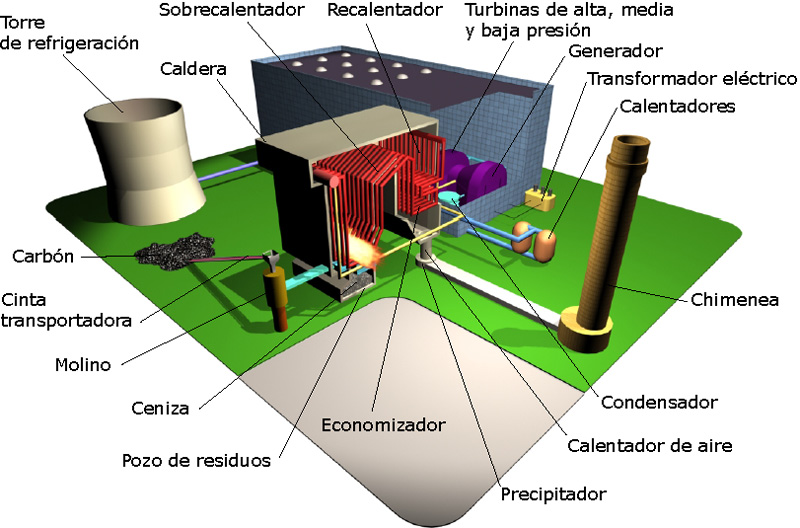 Torre
de refrigeración
Sobrecalentador
Recalentador
Turbinas de alta, media
y baja presión
Generador
Caldera
Transformador eléctrico
Calentadores
Carbón
Cinta
transportadora
Chimenea
Molino
Ceniza
Condensador
Economizador
Calentador de aire
Pozo de residuos
Precipitador